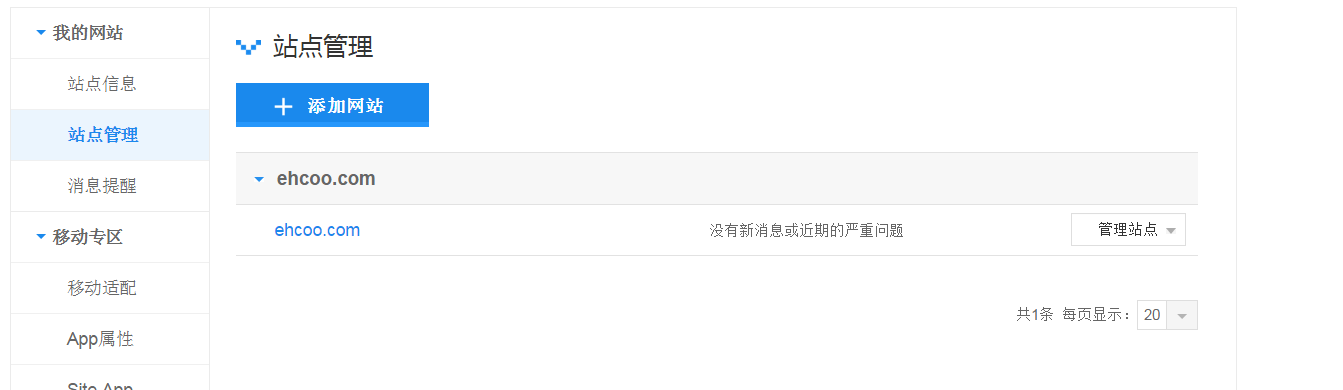 我的网站
站点信息
站点管理
消息提醒
移动专区
移动适配
App属性
Site App
站点管理
添加网站
ehcoo.com
ehcoo.com 没有新消息或近期的严重问题 管理站点
共1条 每页显示： 20